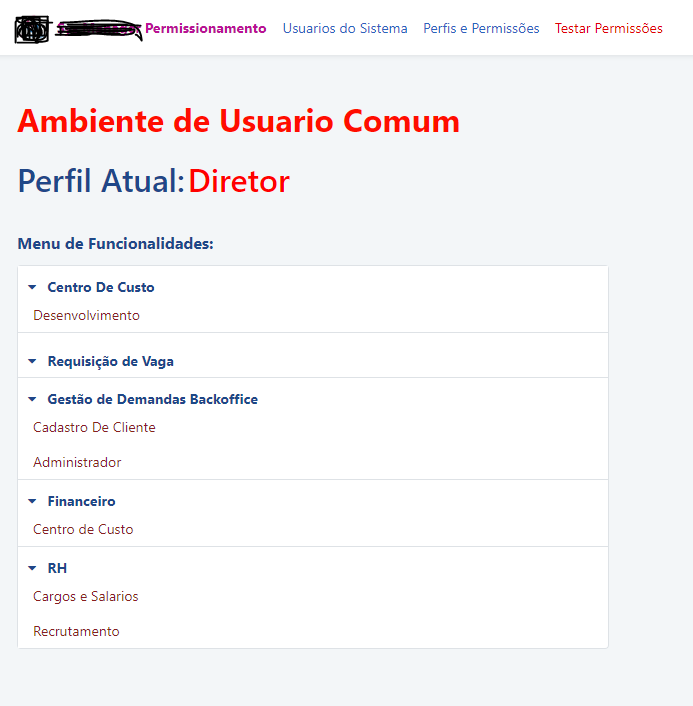 Permissionamento Usuarios do Sistema Perfis e Permissões Testar Permissões
Ambiente de Usuario Comum
Perfil Atual: Diretor
Menu de Funcionalidades:
Centro De Custo
Desenvolvimento
Requisição de Vaga
Gestão de Demandas Backoffice
Cadastro De Cliente
Administrador
Financeiro
Centro de Custo
RH
Cargos e Salarios
Recrutamento